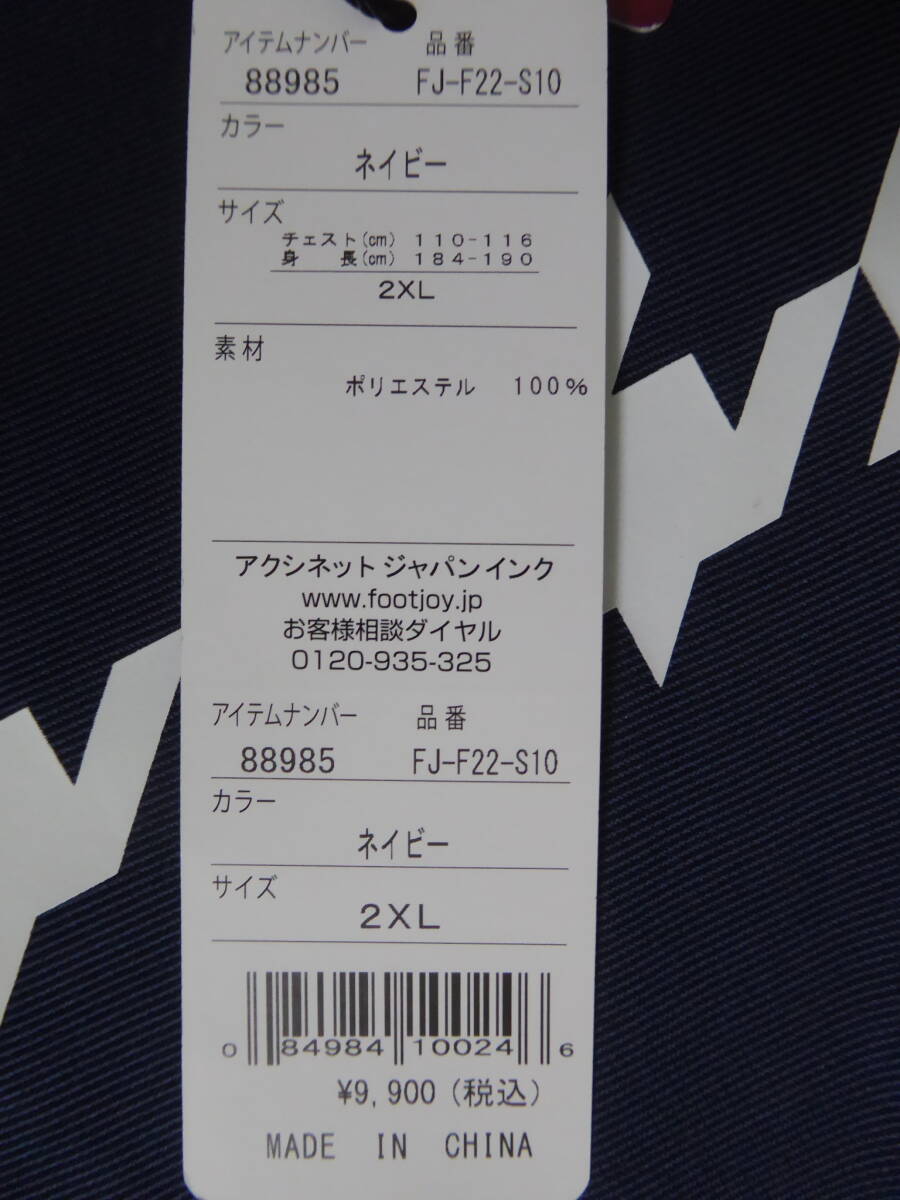 アイテムナンバー 品番
88985 FJ-F22-S10
カラー
ネイビー
サイズ
チェスト(cm) 110-116
身 長(cm) 184-190
2XL
素材
ポリエステル 100%
アクシネット ジャパン インク
www.footjoy.jp
お客様相談ダイヤル
0120-935-325
アイテムナンバー 品番
88985 FJ-F22-S10
カラー
ネイビー
サイズ
2XL
0 84984 10024 6
¥9,900(税込)
MADE IN CHINA